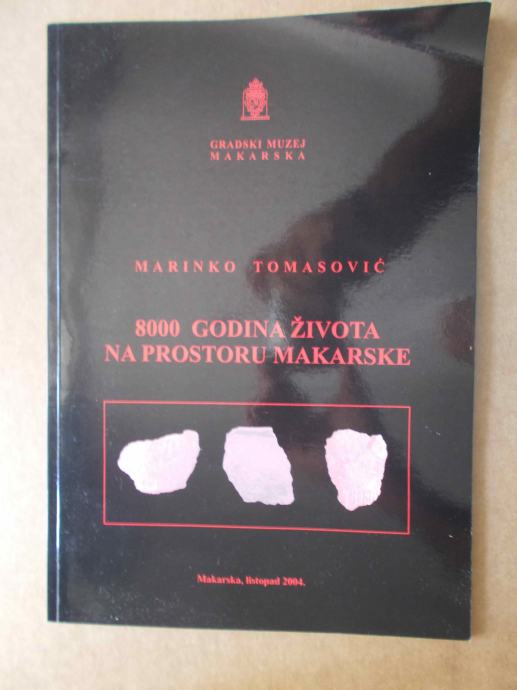 GRADSKI MUZEJ
MAKARSKA
MARINKO TOMASOVIĆ
8000 GODINA ŽIVOTA
NA PROSTORU MAKARSKE
Makarska, listopad 2004.